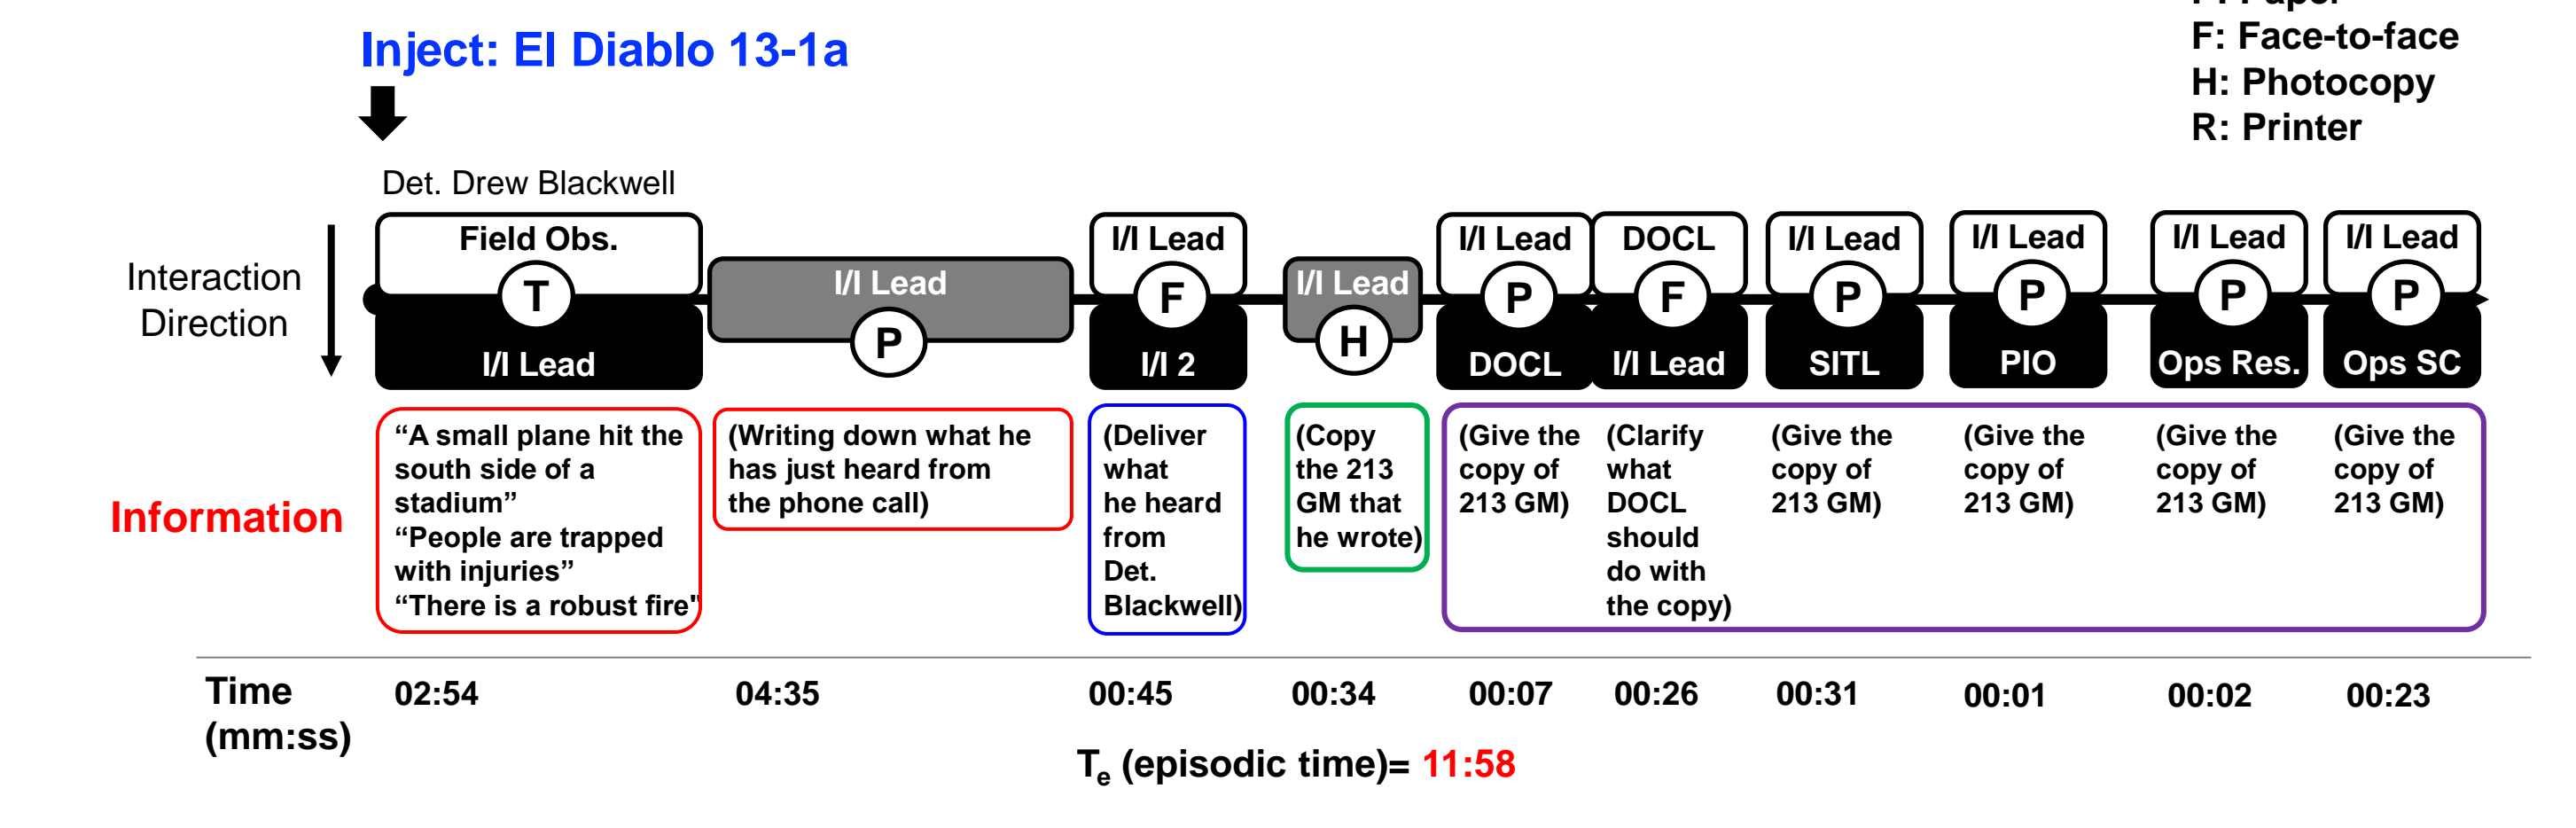 Inject: EI Diablo 13-1a
F: Face-to-face
H: Photocopy
R: Printer
Det. Drew Blackwell
Interaction
Direction
Field Obs.
T
I/I Lead
I/I Lead
P
I/I Lead
F
I/I 2
I/I Lead
H
I/I Lead
P
DOCL
DOCL
F
I/I Lead
I/I Lead
P
SITL
I/I Lead
P
PIO
I/I Lead
P
Ops Res.
I/I Lead
P
Ops SC
Information
“A small plane hit the
south side of a
stadium”
“People are trapped
with injuries”
“There is a robust fire"
(Writing down what he
has just heard from
the phone call)
(Deliver
what
he heard
from
Det.
Blackwell)
(Copy
the 213
GM that
he wrote)
(Give the
copy of
213 GM)
(Clarify
what
DOCL
should
do with
the copy)
(Give the
copy of
213 GM)
(Give the
copy of
213 GM)
(Give the
copy of
213 GM)
(Give the
copy of
213 GM)
Time
(mm:ss)
02:54 04:35 00:45 00:34 00:07 00:26 00:31 00:01 00:02 00:23
Te (episodic time)= 11:58